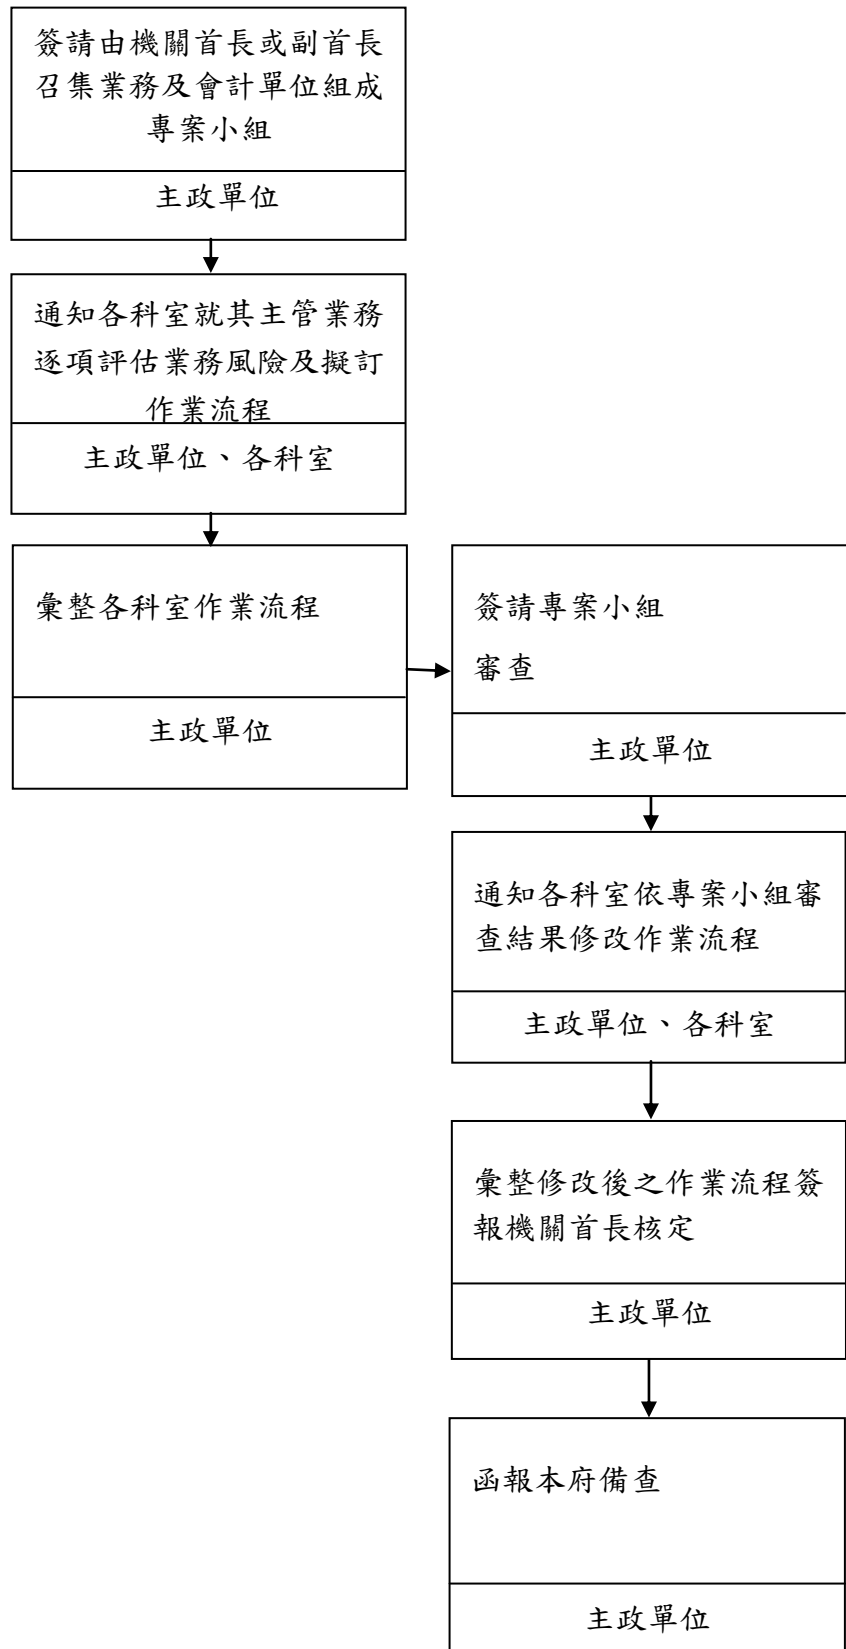 簽請由機關首長或副首長
召集業務及會計單位組成
專案小組
主政單位
通知各科室就其主管業務
逐項評估業務風險及擬訂
作業流程
主政單位、各科室
彙整各科室作業流程
主政單位
簽請專案小組
審查
主政單位
通知各科室依專案小組審
查結果修改作業流程
主政單位、各科室
彙整修改後之作業流程簽
報機關首長核定
主政單位
函報本府備查
主政單位